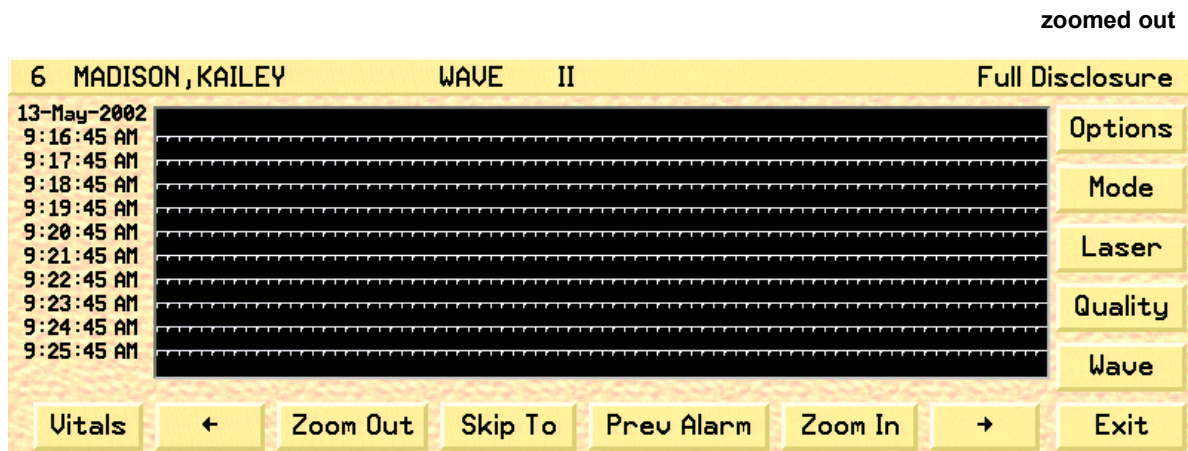 zoomed out
6 MADISON,KAILEY WAVE II Full Disclosure
13-May-2002
9:16:45 AM
9:17:45 AM
9:18:45 AM
9:19:45 AM
9:20:45 AM
9:21:45 AM
9:22:45 AM
9:23:45 AM
9:24:45 AM
9:25:45 AM
Options
Mode
Laser
Quality
Wave
Vitals ← Zoom Out Skip To Prev Alarm Zoom In → Exit